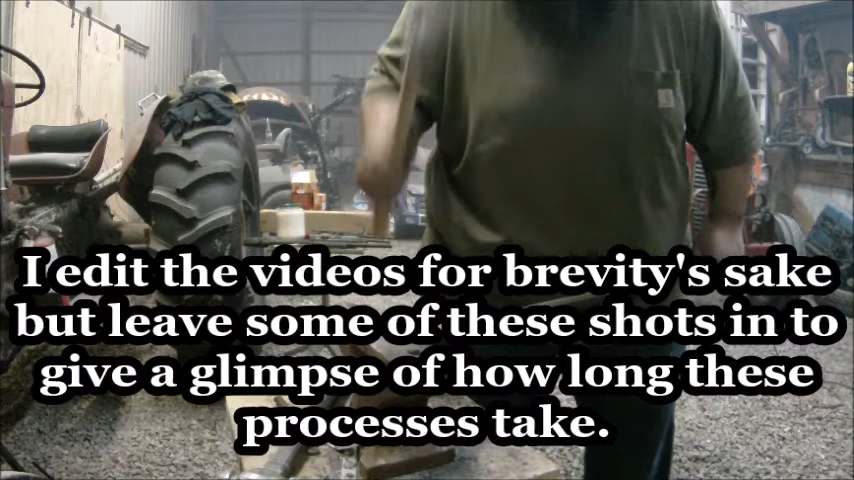 I edit the videos for brevity's sake
but leave some of these shots in to
give a glimpse of how long these
processes take.